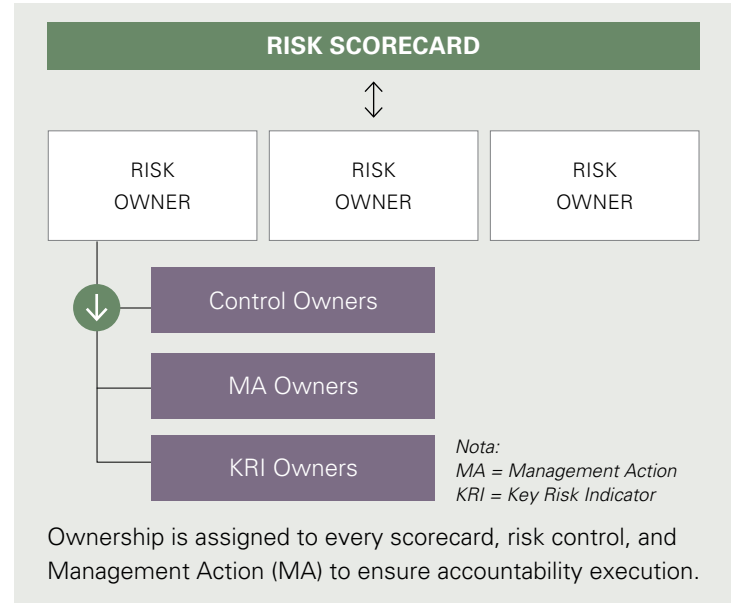 RISK SCORECARD
RISK
OWNER
RISK
OWNER
RISK
OWNER
Control Owners
MA Owners
KRI Owners
Nota:
MA = Management Action
KRI = Key Risk Indicator
Ownership is assigned to every scorecard, risk control, and
Management Action (MA) to ensure accountability execution.